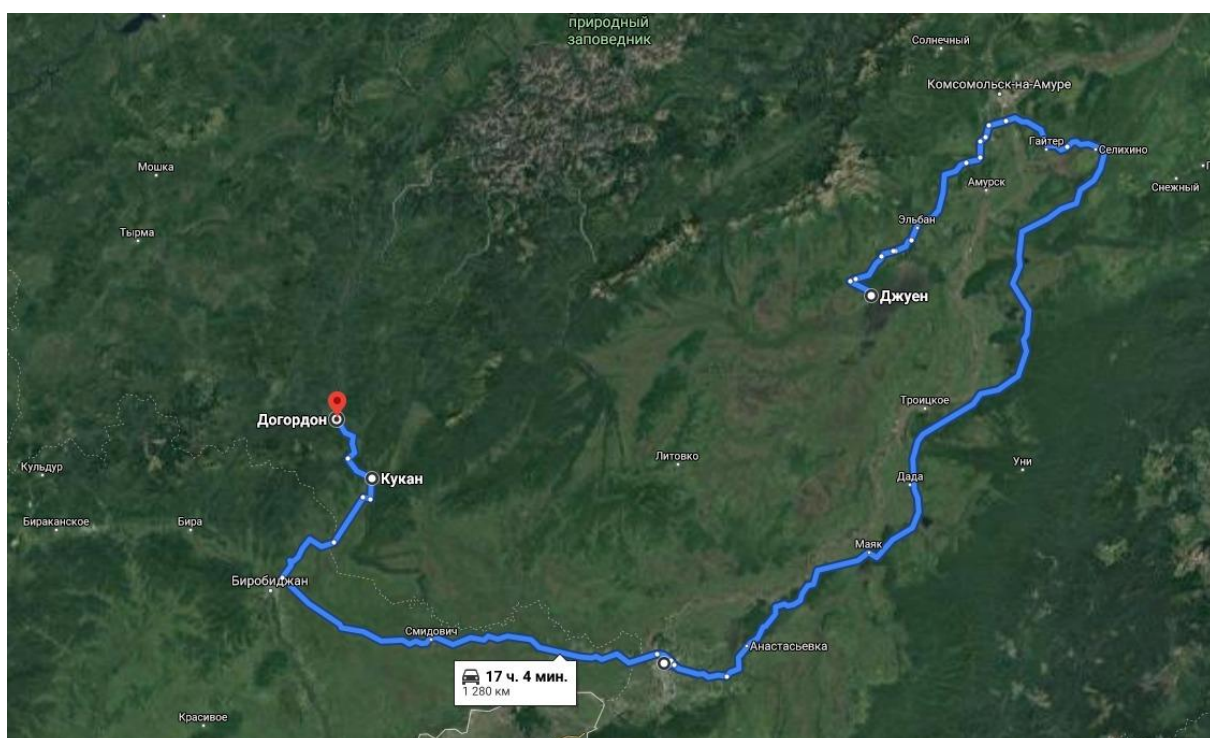 природный
заповедник
Солнечный
Комсомольск-на-Амуре
Гайтер
Селихино
Мошка
Амурск
Снежный
Эльбан
Тырма
Джуен
Троицкое
Догордон
Литовко
Уни
Кульдур
Кукан
Дада
Бираканское
Бира
Маяк
Биробиджан
Смидович
Анастасьевка
17 ч. 4 мин.
1 280 км
Красивое